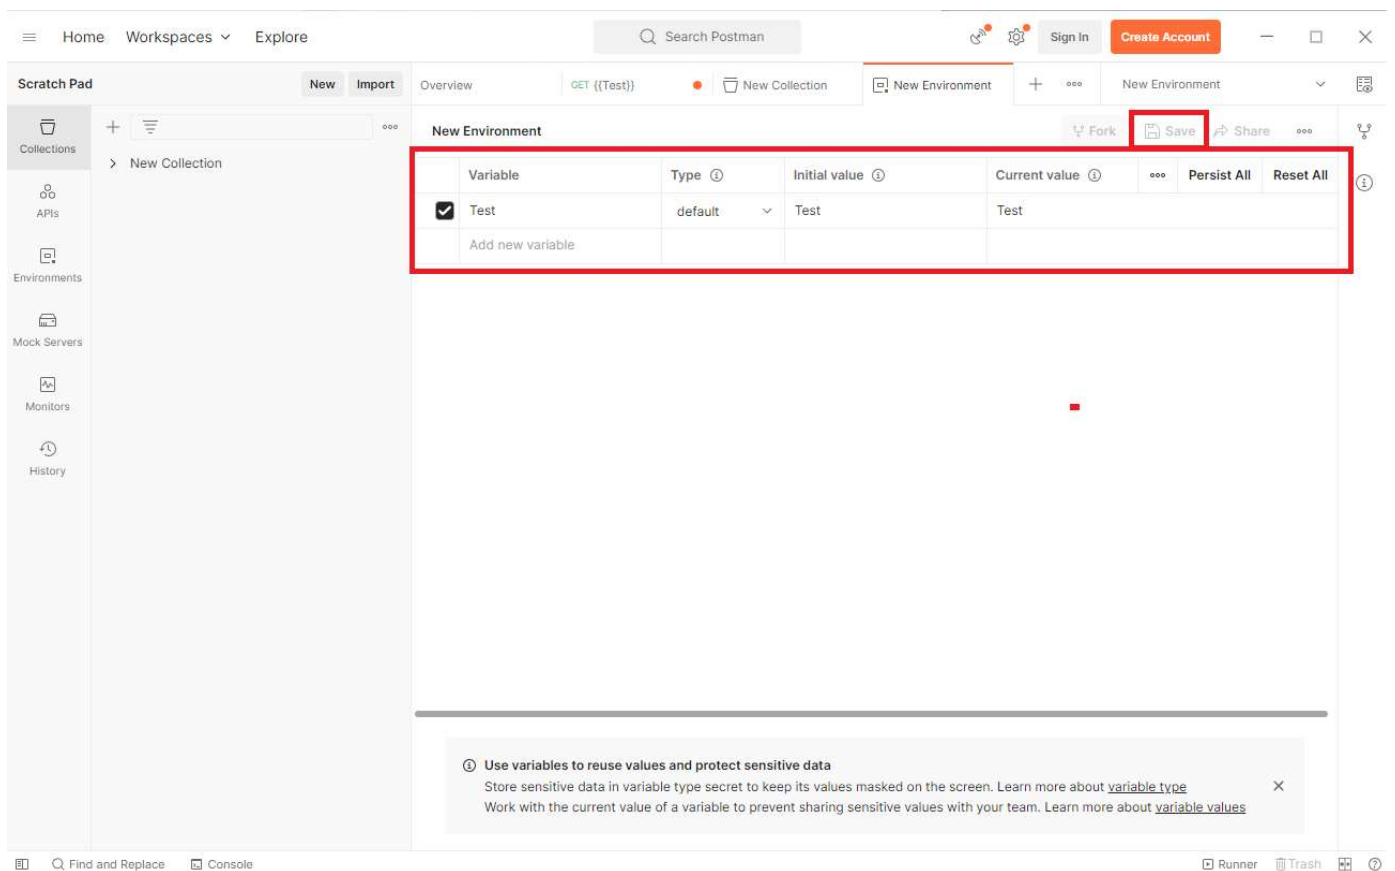 Home Workspaces Explore Search Postman Sign In Create Account
Scratch Pad New Import Overview GET {{Test}} New Collection New Environment New Environment
New Environment Fork Save Share
Collections
New Collection
Variable Type Initial value Current value Persist All Reset All
Test default Test Test
Add new variable
APIs
Environments
Mock Servers
Monitors
History
Use variables to reuse values and protect sensitive data
Store sensitive data in variable type secret to keep its values masked on the screen. Learn more about variable type
Work with the current value of a variable to prevent sharing sensitive values with your team. Learn more about variable values
Find and Replace Console Runner Trash